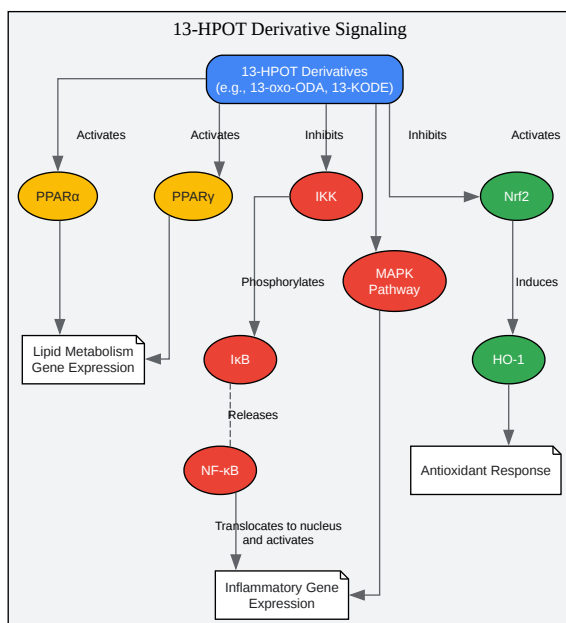 13-HPOT Derivative Signaling
13-HPOT Derivatives
(e.g., 13-oxo-ODA, 13-KODE)
Activates
Activates
Inhibits
Inhibits
Activates
PPARα
PPARγ
IKK
Nrf2
MAPK
Pathway
Phosphorylates
Induces
Lipid Metabolism
Gene Expression
IκB
HO-1
Releases
NF-κB
Antioxidant Response
Translocates to nucleus
and activates
Inflammatory Gene
Expression